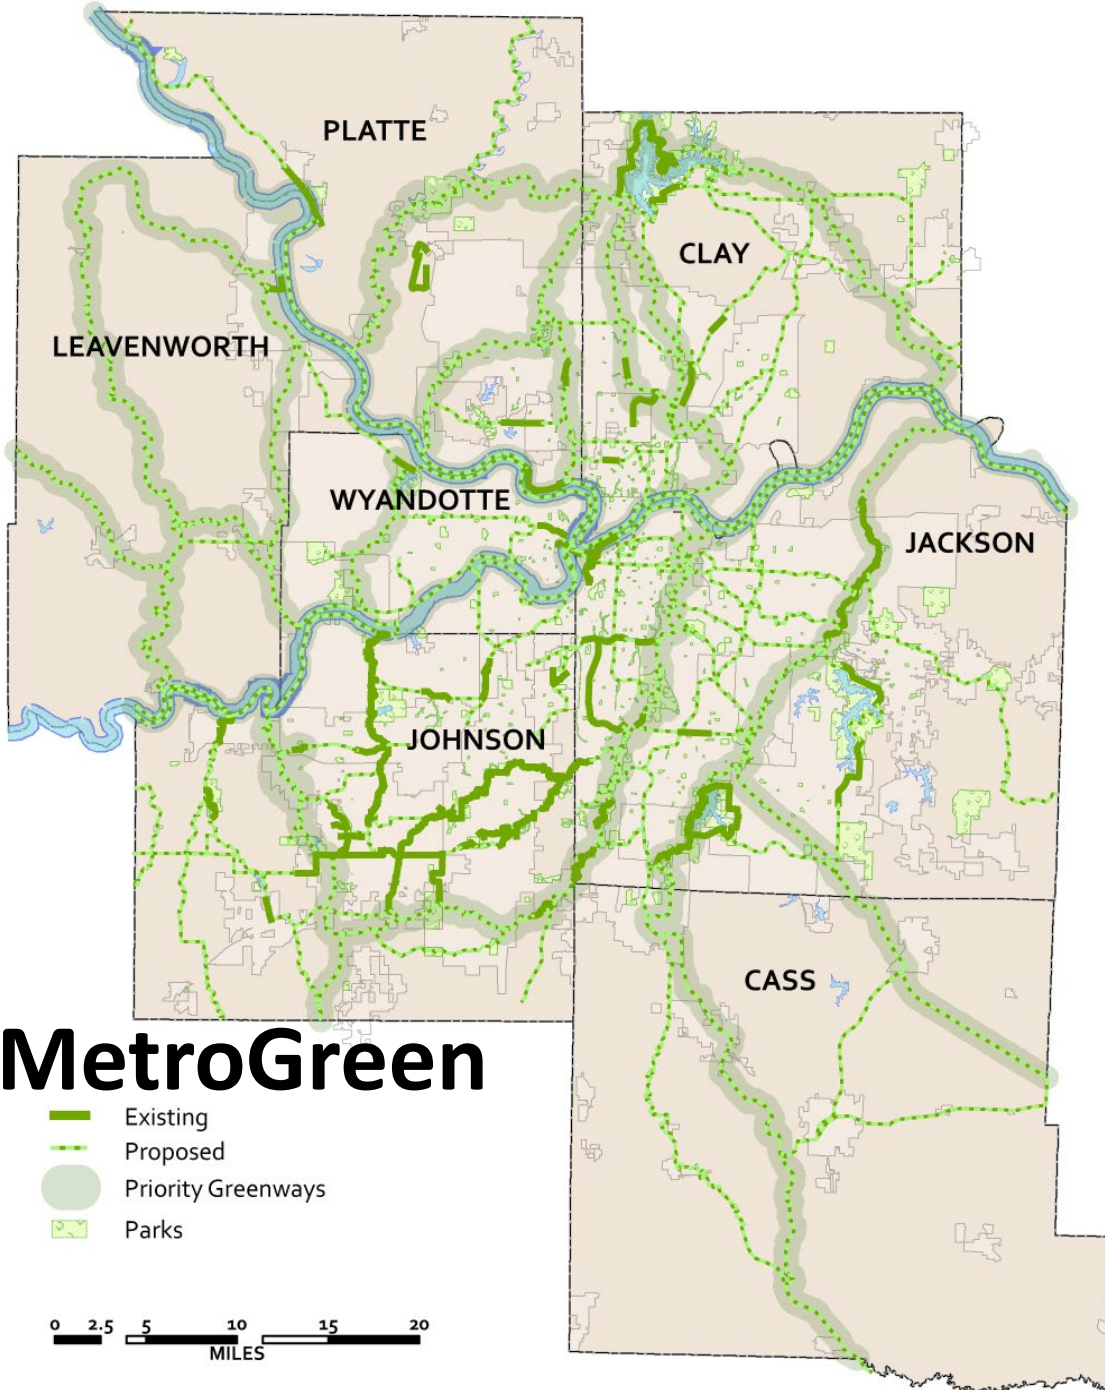 PLATTE
CLAY
LEAVENWORTH
WYANDOTTE
JACKSON
JOHNSON
CASS
MetroGreen
Existing
Proposed
Priority Greenways
Parks
0 2.5 5 10 15 20
MILES